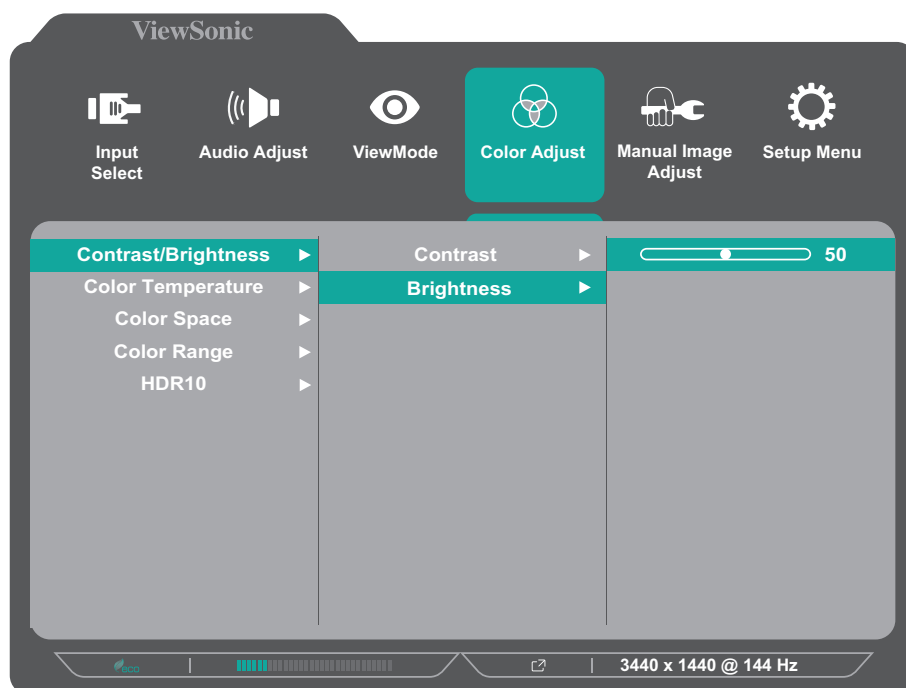 ViewSonic
Input Select
Audio Adjust
ViewMode
Color Adjust
Manual Image Adjust
Setup Menu
Contrast/Brightness
Color Temperature
Color Space
Color Range
HDR10
Contrast
Brightness
50
eco
3440 x 1440 @ 144 Hz